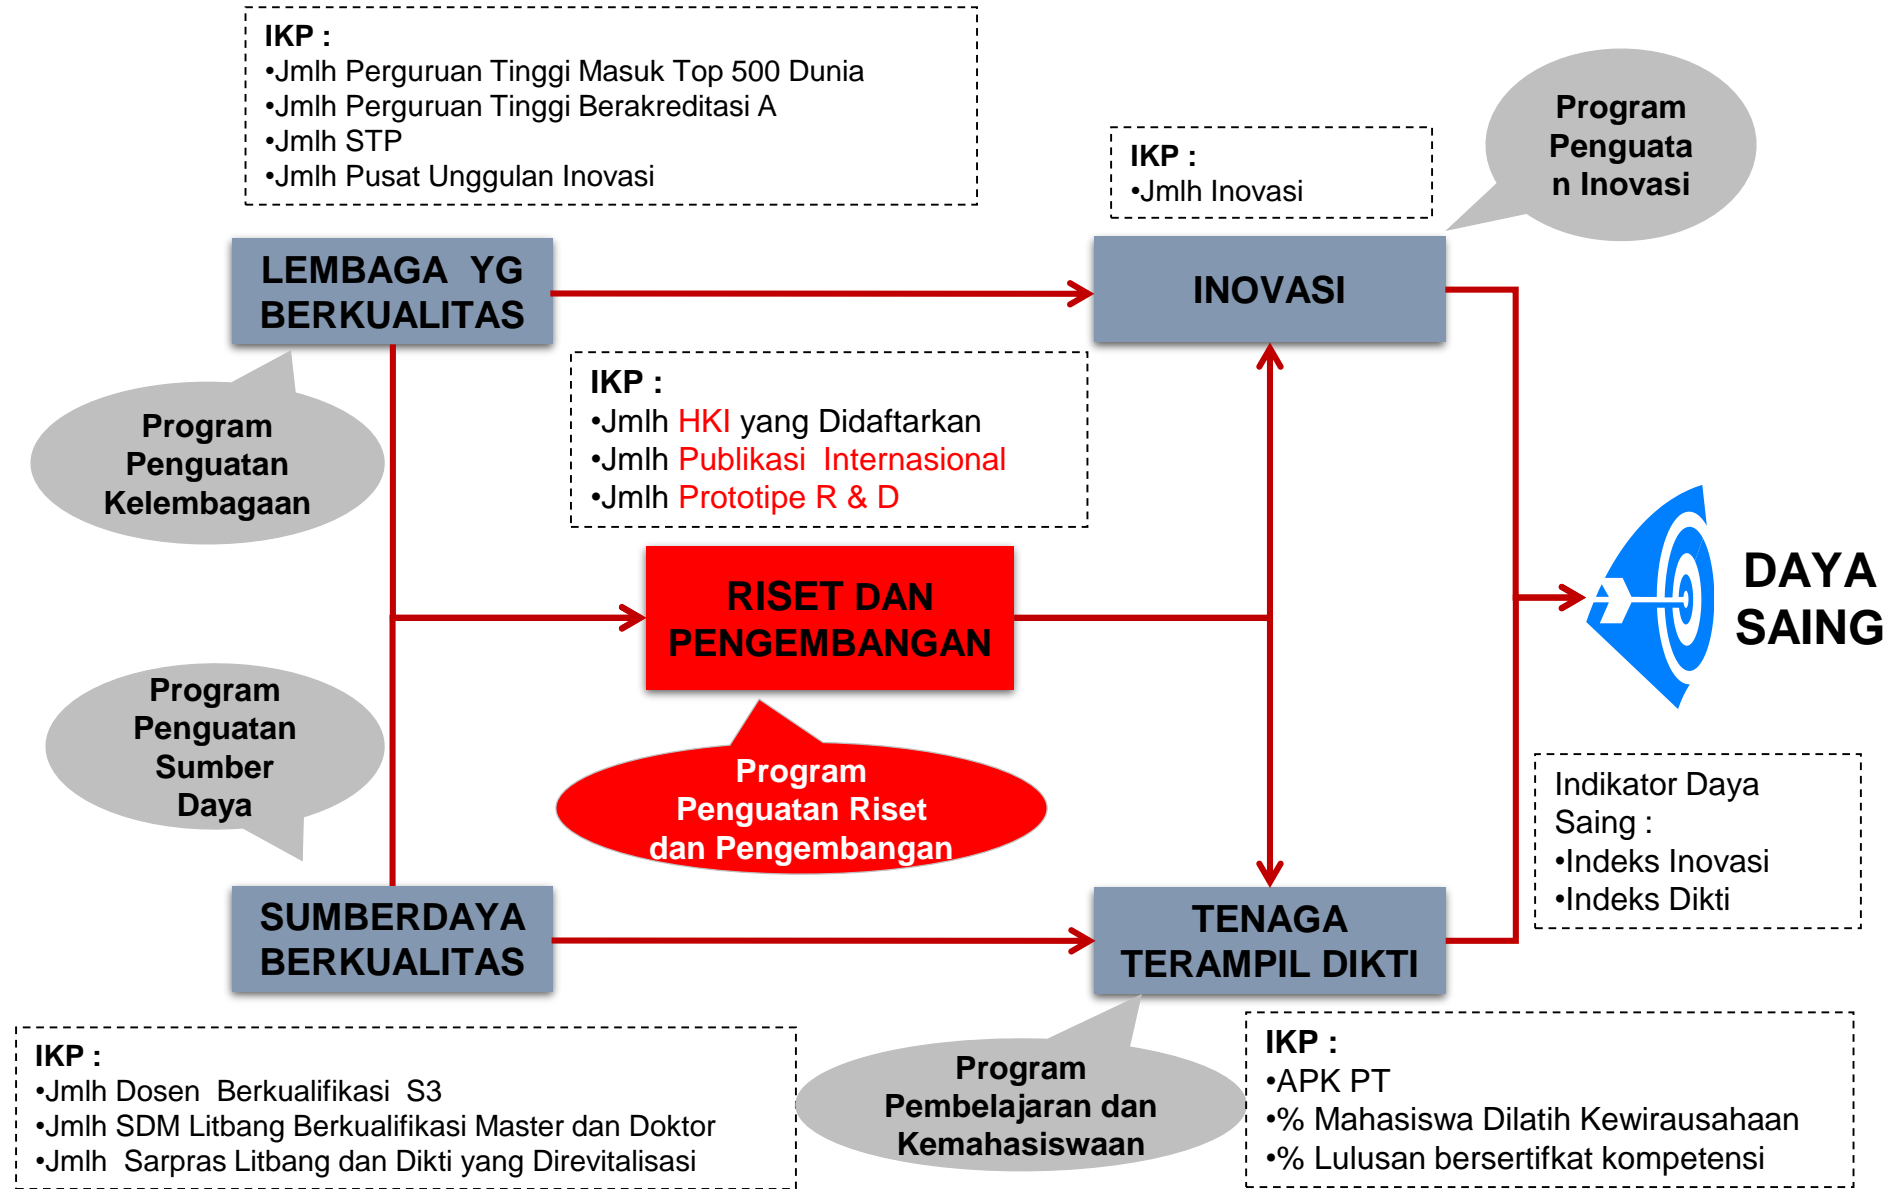 IKP :
•Jmlh Perguruan Tinggi Masuk Top 500 Dunia
•Jmlh Perguruan Tinggi Berakreditasi A
•Jmlh STP
•Jmlh Pusat Unggulan Inovasi
IKP :
•Jmlh Inovasi
Program
Penguata
n Inovasi
LEMBAGA YG
BERKUALITAS
INOVASI
Program
Penguatan
Kelembagaan
IKP :
•Jmlh HKI yang Didaftarkan
•Jmlh Publikasi Internasional
•Jmlh Prototipe R & D
RISET DAN
PENGEMBANGAN
DAYA
SAING
Program
Penguatan
Sumber
Daya
Program
Penguatan Riset
dan Pengembangan
Indikator Daya
Saing :
•Indeks Inovasi
•Indeks Dikti
SUMBERDAYA
BERKUALITAS
TENAGA
TERAMPIL DIKTI
IKP :
•Jmlh Dosen Berkualifikasi S3
•Jmlh SDM Litbang Berkualifikasi Master dan Doktor
•Jmlh Sarpras Litbang dan Dikti yang Direvitalisasi
Program
Pembelajaran dan
Kemahasiswaan
IKP :
•APK PT
•% Mahasiswa Dilatih Kewirausahaan
•% Lulusan bersertifkat kompetensi